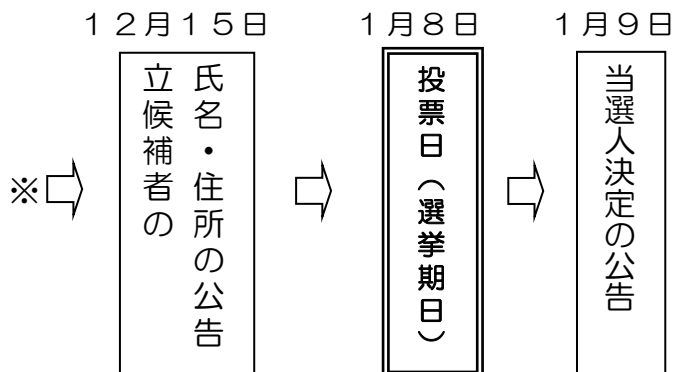 ※
12月15日
立候補者の
氏名・住所の公告
1月8日
投票日（選挙期日）
1月9日
当選人決定の公告